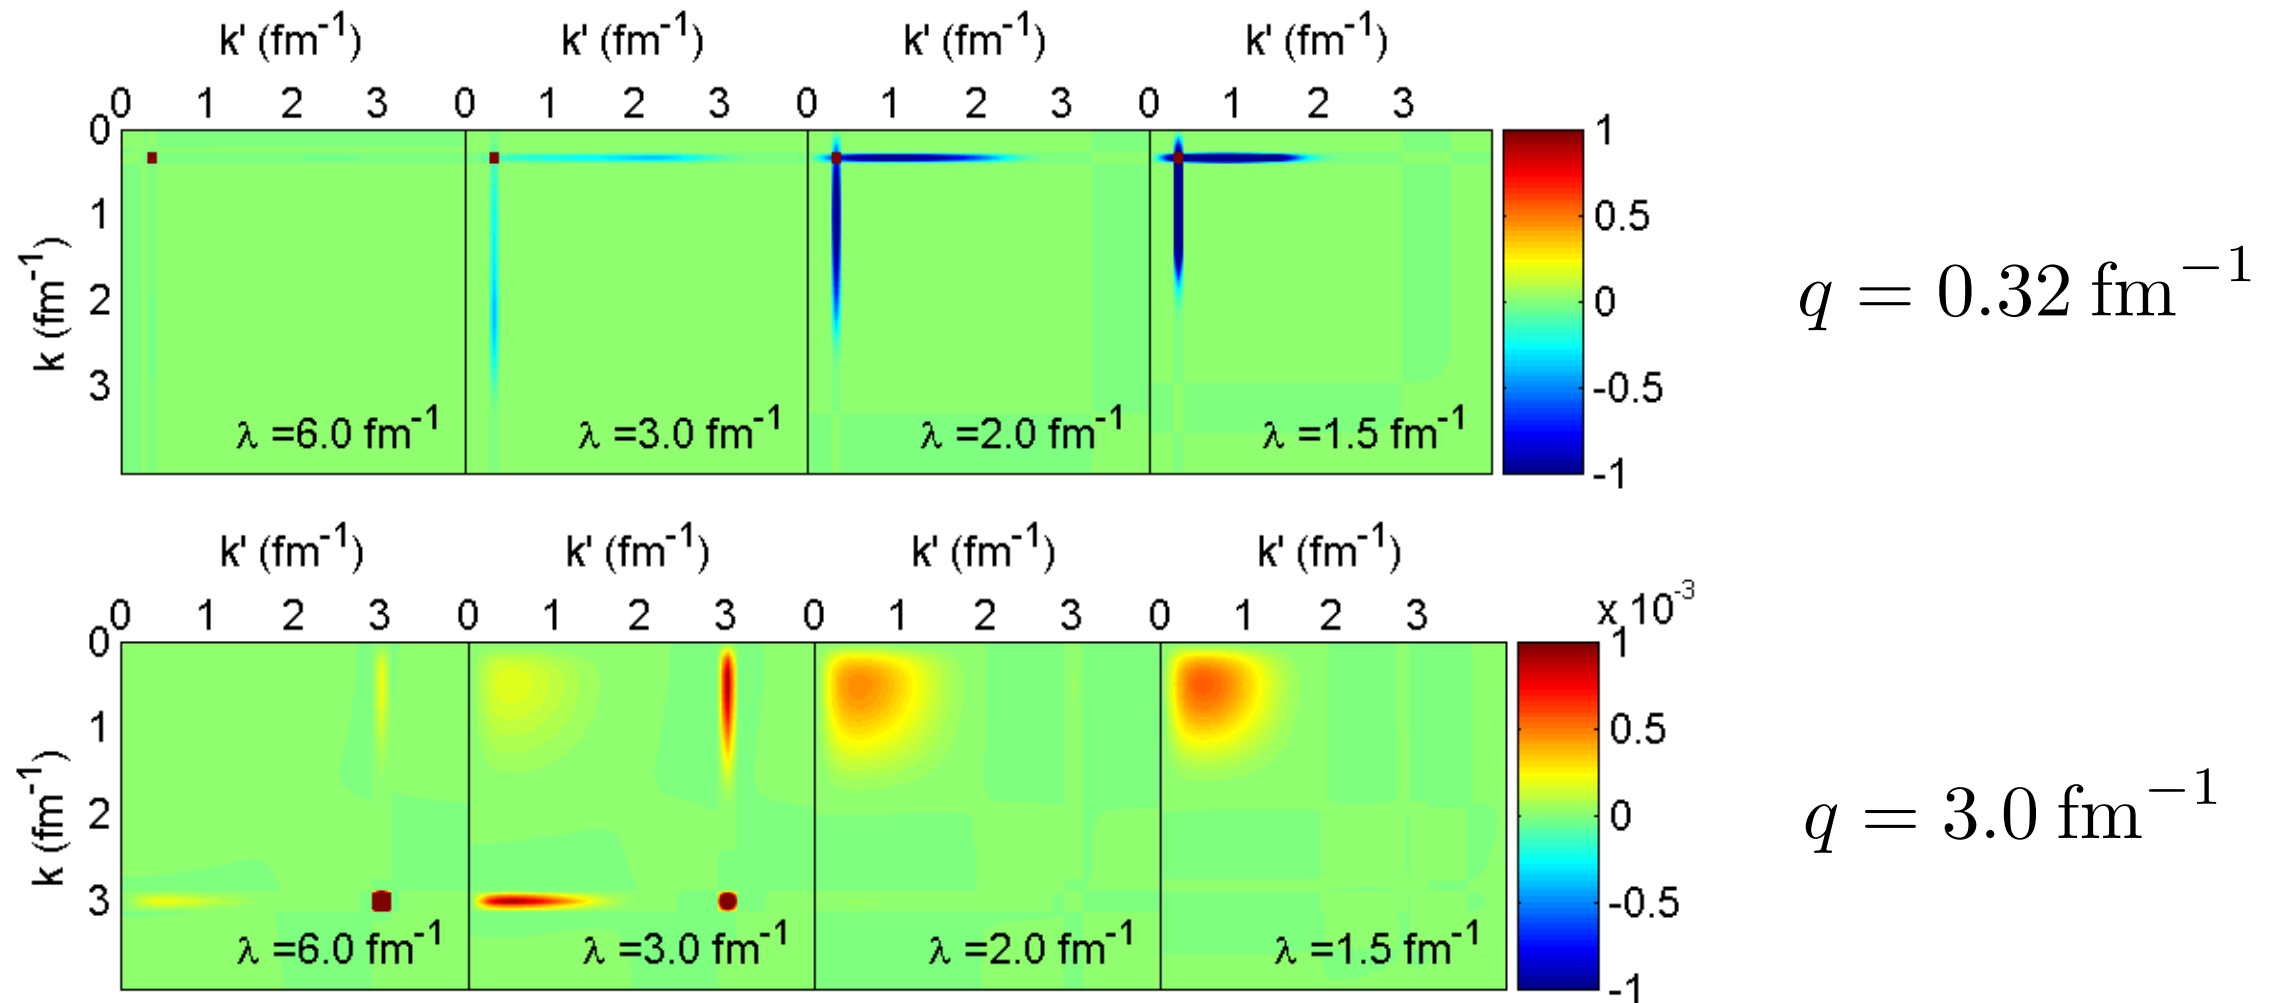 k' (fm⁻¹) k' (fm⁻¹) k' (fm⁻¹) k' (fm⁻¹)
0 1 2 3 0 1 2 3 0 1 2 3 0 1 2 3
0
1
2
3
k (fm⁻¹)
λ =6.0 fm⁻¹ λ =3.0 fm⁻¹ λ =2.0 fm⁻¹ λ =1.5 fm⁻¹
1
0.5
0
-0.5
-1
q = 0.32 fm⁻¹
k' (fm⁻¹) k' (fm⁻¹) k' (fm⁻¹) k' (fm⁻¹)
0 1 2 3 0 1 2 3 0 1 2 3 0 1 2 3
0
1
2
3
k (fm⁻¹)
λ =6.0 fm⁻¹ λ =3.0 fm⁻¹ λ =2.0 fm⁻¹ λ =1.5 fm⁻¹
x 10⁻³
1
0.5
0
-0.5
-1
q = 3.0 fm⁻¹